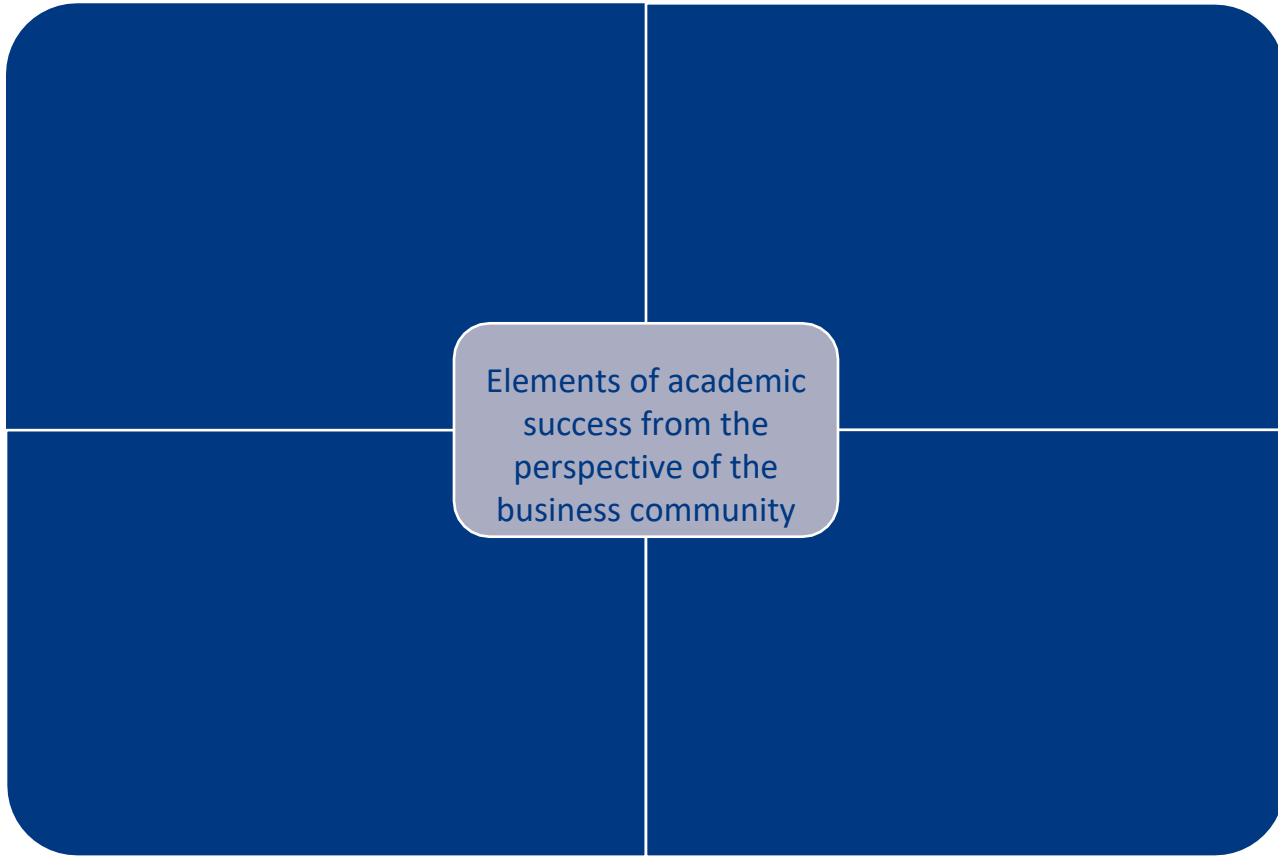 Elements of academic
success from the
perspective of the
business community